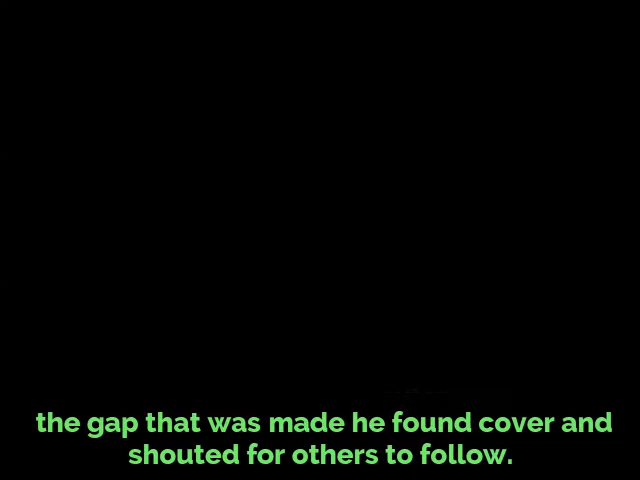 the gap that was made he found cover and
shouted for others to follow.